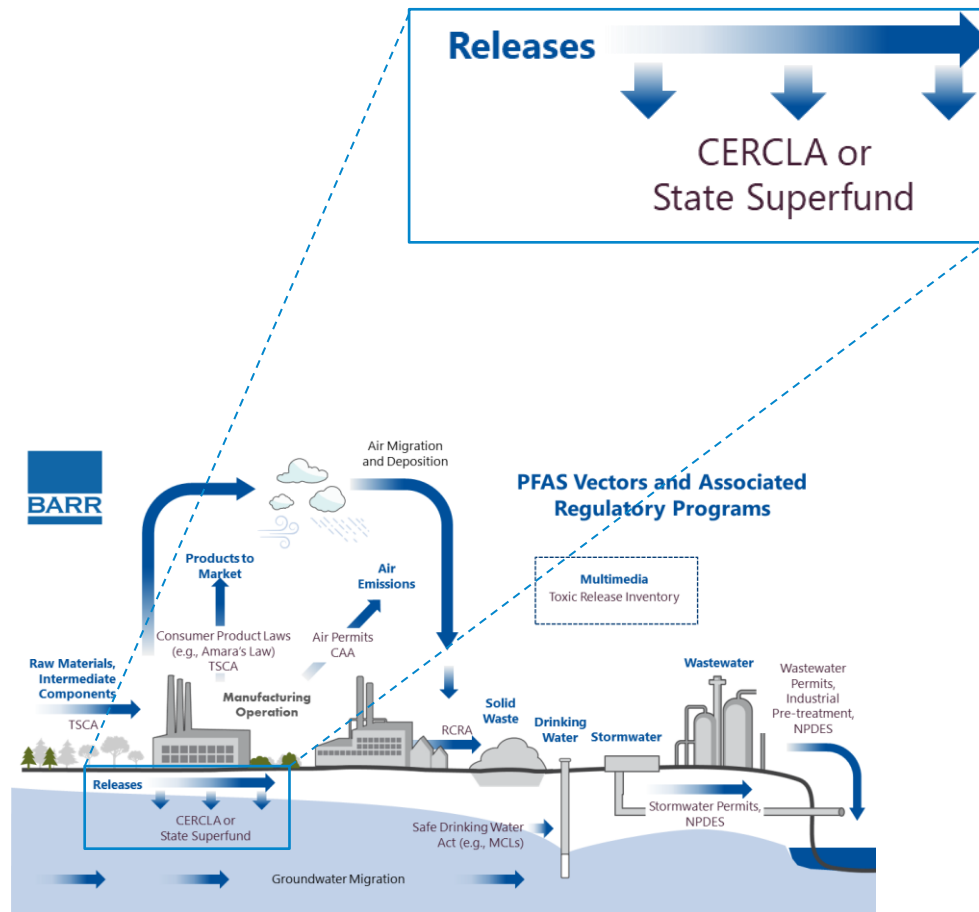 Releases
CERCLA or
State Superfund
BARR
Air Migration
and Deposition
PFAS Vectors and Associated
Regulatory Programs
Products to
Market
Air
Emissions
Multimedia
Toxic Release Inventory
Consumer Product Laws
(e.g., Amara's Law)
TSCA
Air Permits
CAA
Raw Materials,
Intermediate
Components
TSCA
Manufacturing
Operation
RCRA
Solid
Waste
Drinking
Water
Stormwater
Wastewater
Wastewater
Permits,
Industrial
Pre-treatment,
NPDES
Releases
CERCLA or
State Superfund
Safe Drinking Water
Act (e.g., MCLs)
Stormwater Permits,
NPDES
Groundwater Migration